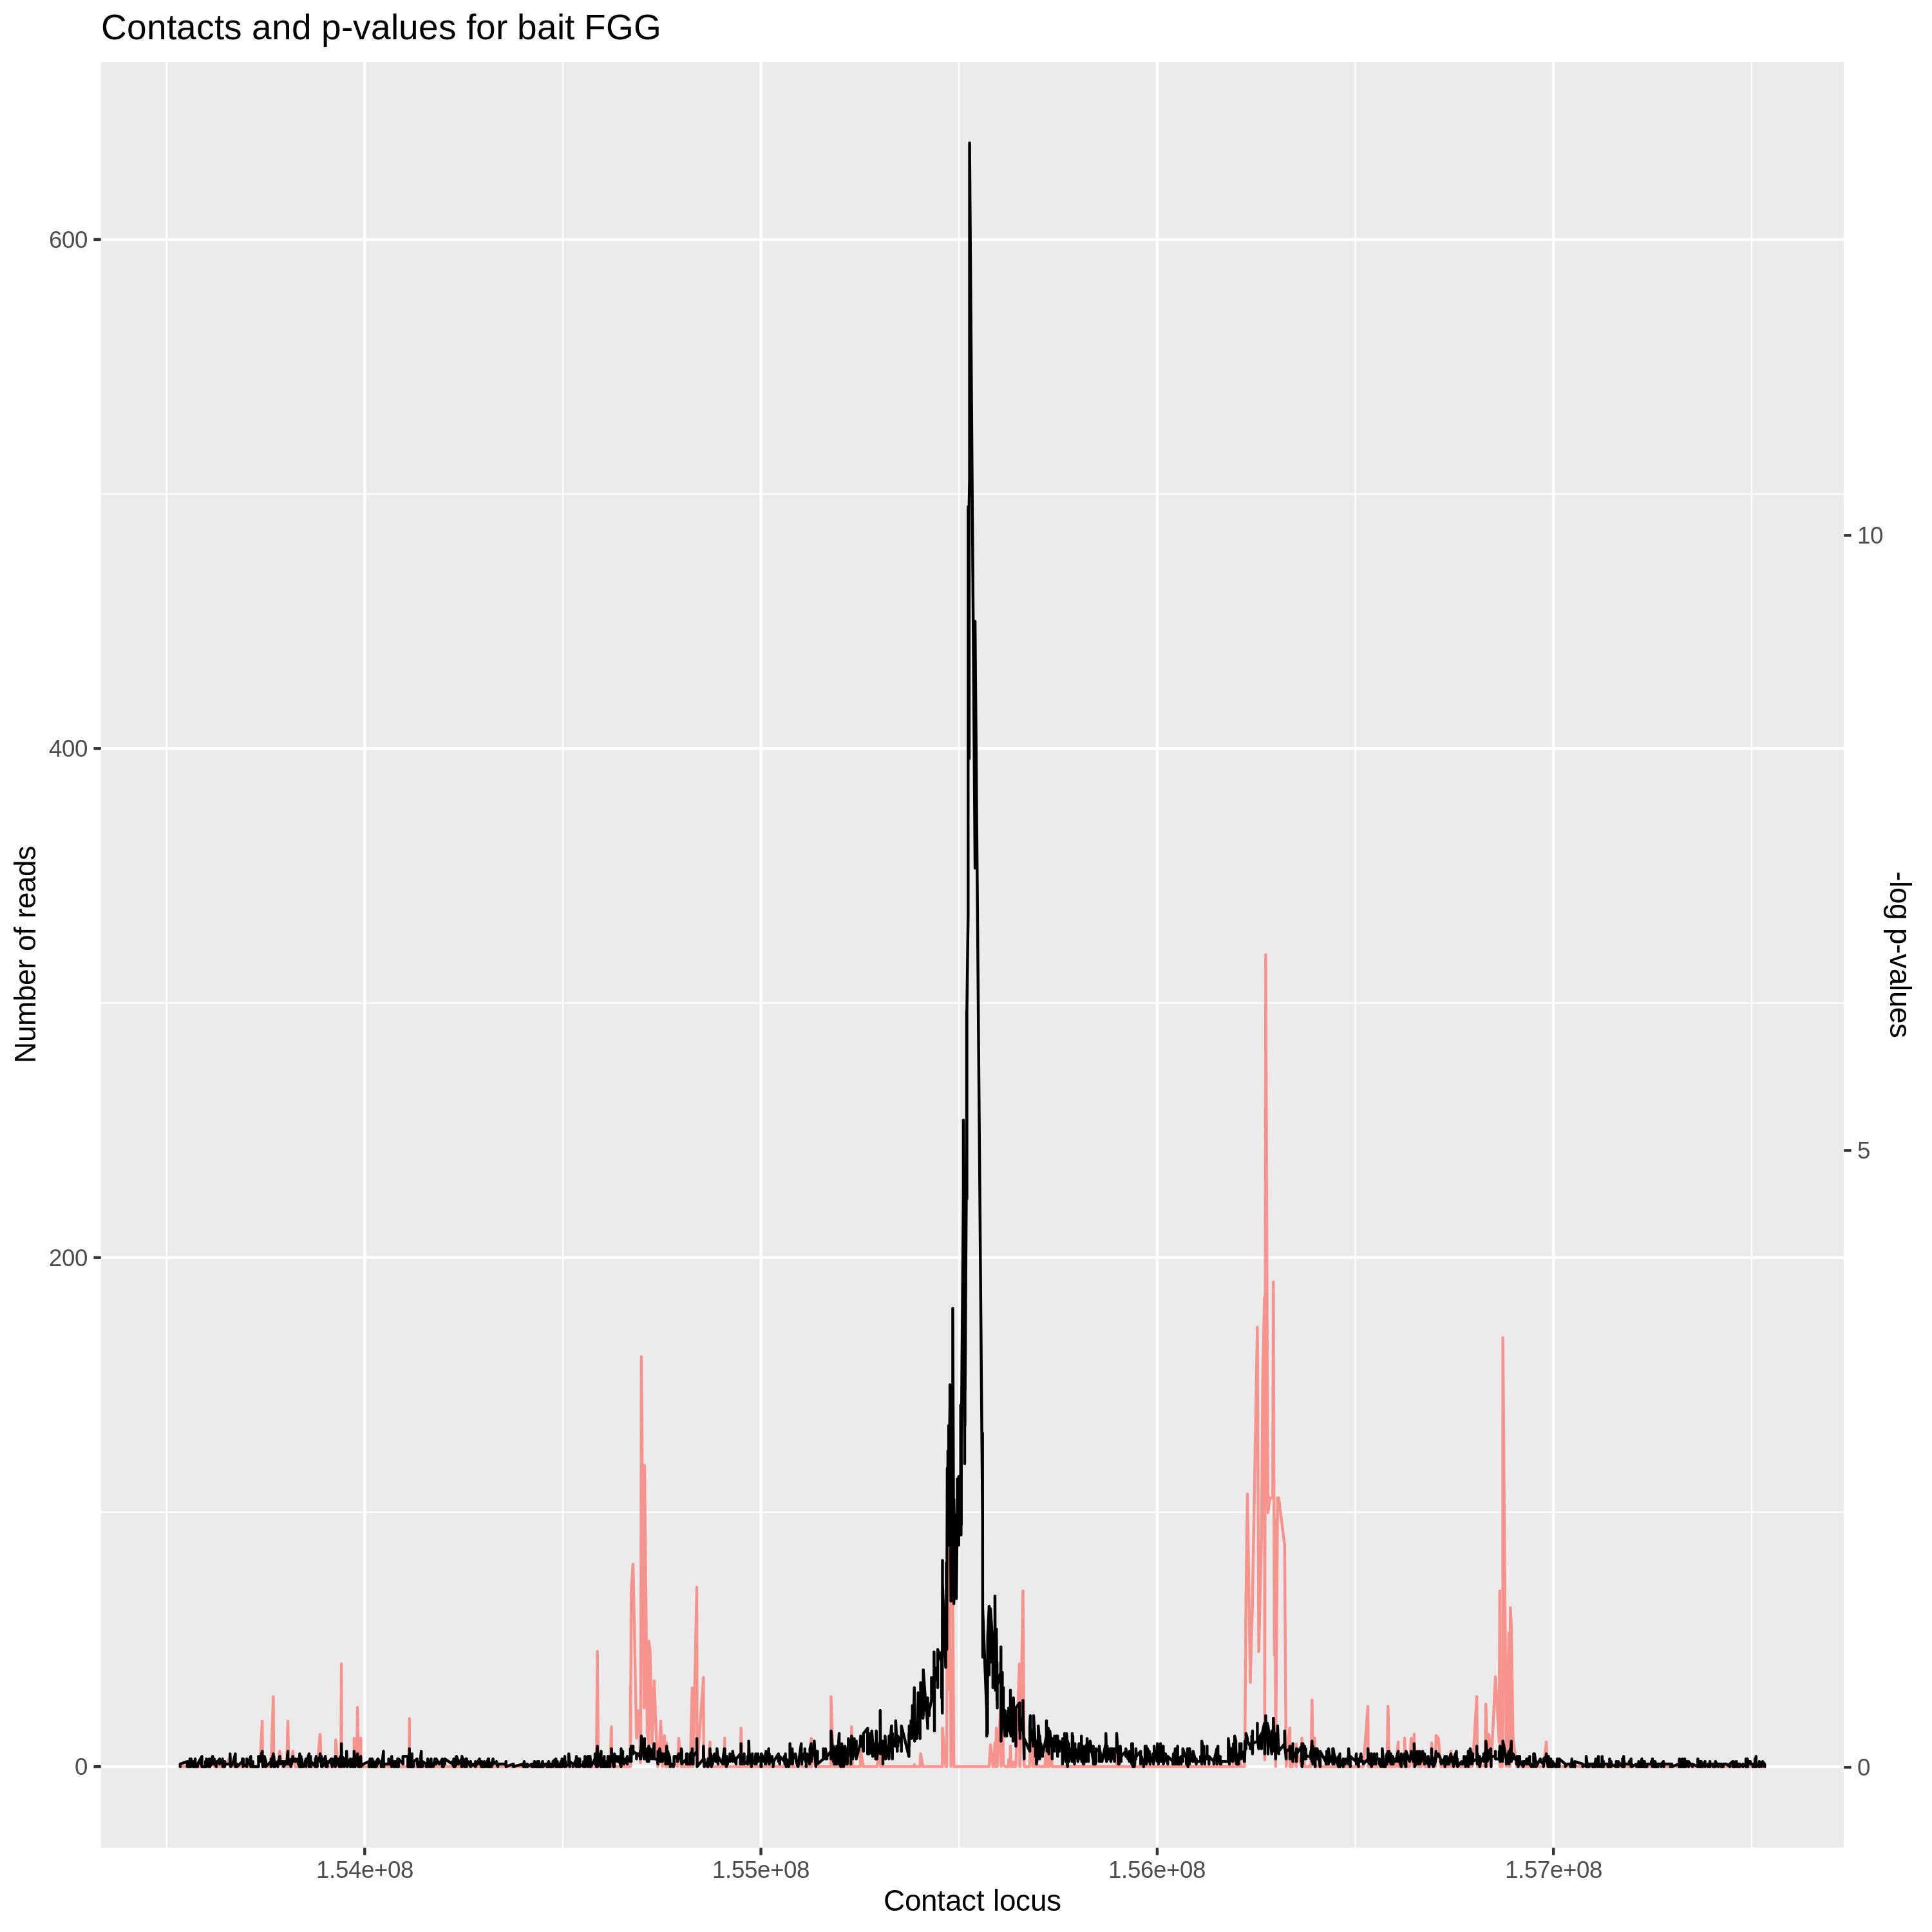 Contacts and p-values for bait FGG
600
400
200
0
Number of reads
10
5
0
-log p-values
1.54e+08
1.55e+08
1.56e+08
1.57e+08
Contact locus